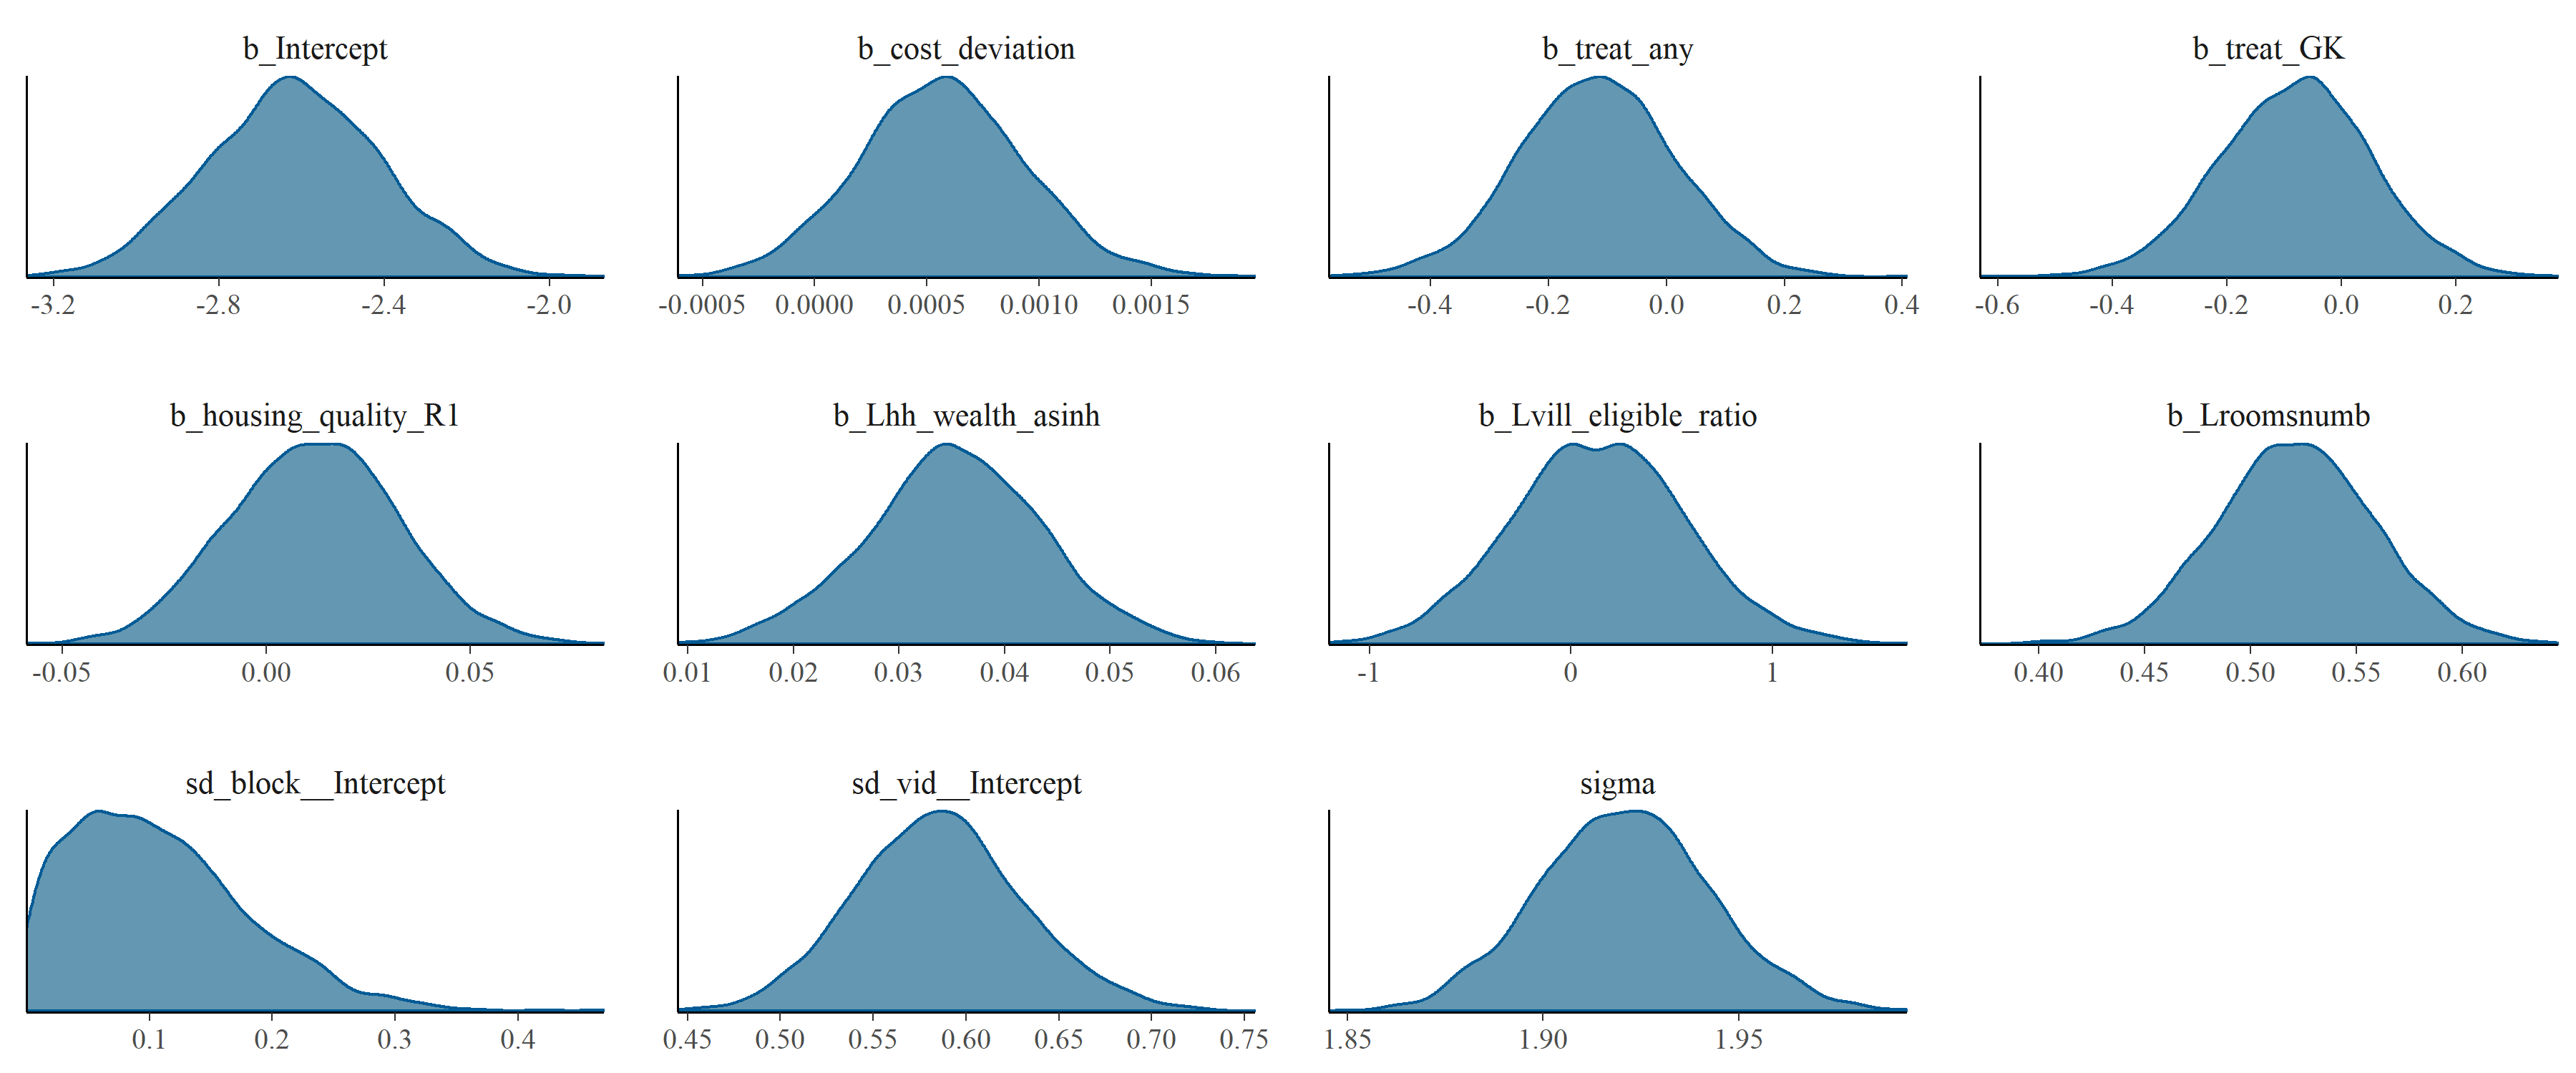 b_Intercept b_cost_deviation b_treat_any b_treat_GK
-3.2 -2.8 -2.4 -2.0 -0.0005 0.0000 0.0005 0.0010 0.0015 -0.4 -0.2 0.0 0.2 0.4 -0.6 -0.4 -0.2 0.0 0.2
b_housing_quality_R1 b_Lhh_wealth_asinh b_Lvill_eligible_ratio b_Lroomsnumb
-0.05 0.00 0.05 0.01 0.02 0.03 0.04 0.05 0.06 -1 0 1 0.40 0.45 0.50 0.55 0.60
sd_block__Intercept sd_vid__Intercept sigma
0.1 0.2 0.3 0.4 0.45 0.50 0.55 0.60 0.65 0.70 0.75 1.85 1.90 1.95